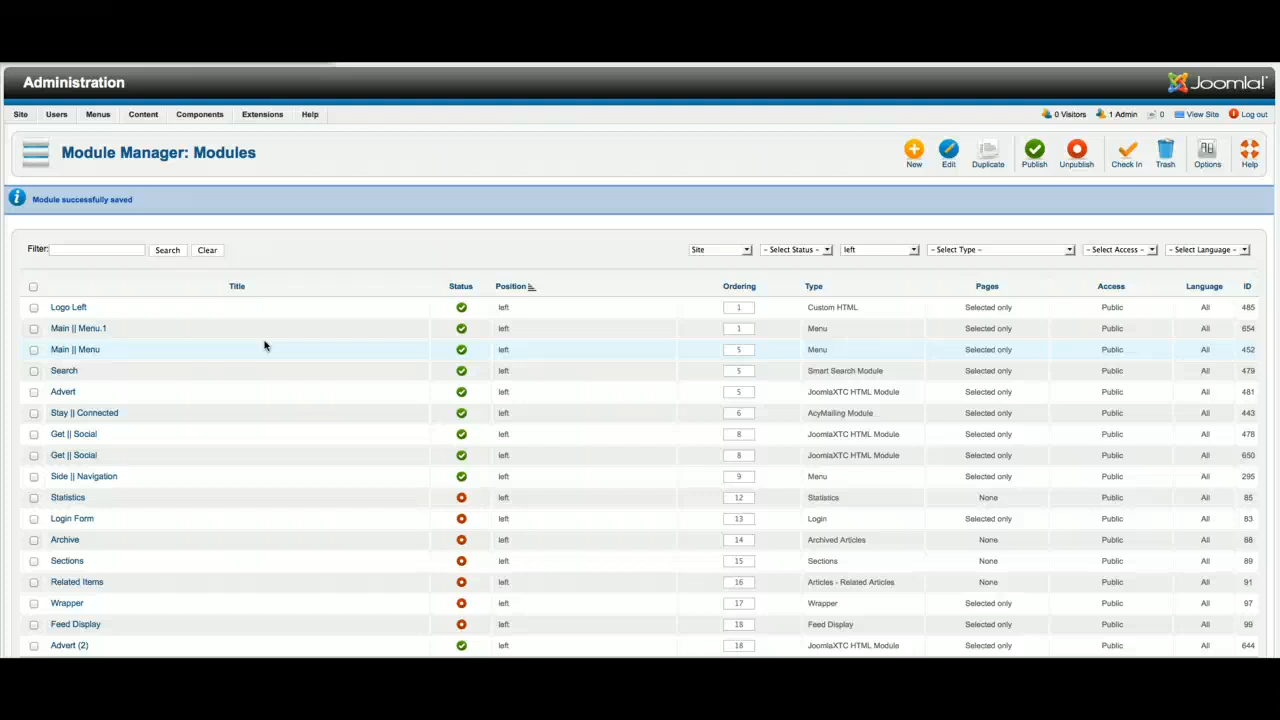 Administration Joomla!
Site Users Menus Content Components Extensions Help 0 Visitors 1 Admin 0 View Site Log out
Module Manager: Modules New Edit Duplicate Publish Unpublish Check In Trash Options Help
Module successfully saved
Filter: Search Clear Site - Select Status - left - Select Type - - Select Access - - Select Language -
Title Status Position Ordering Type Pages Access Language ID
Logo Left left 1 Custom HTML Selected only Public All 485
Main || Menu.1 left 1 Menu Selected only Public All 654
Main || Menu left 5 Menu Selected only Public All 452
Search left 5 Smart Search Module Selected only Public All 479
Advert left 5 JoomlaXTC HTML Module Selected only Public All 481
Stay || Connected left 6 AcyMailing Module Selected only Public All 443
Get || Social left 8 JoomlaXTC HTML Module Selected only Public All 478
Get || Social left 8 JoomlaXTC HTML Module Selected only Public All 650
Side || Navigation left 9 Menu Selected only Public All 295
Statistics left 12 Statistics None Public All 85
Login Form left 13 Login Selected only Public All 83
Archive left 14 Archived Articles None Public All 88
Sections left 15 Sections None Public All 89
Related Items left 16 Articles - Related Articles None Public All 91
Wrapper left 17 Wrapper Selected only Public All 97
Feed Display left 18 Feed Display Selected only Public All 99
Advert (2) left 18 JoomlaXTC HTML Module Selected only Public All 644